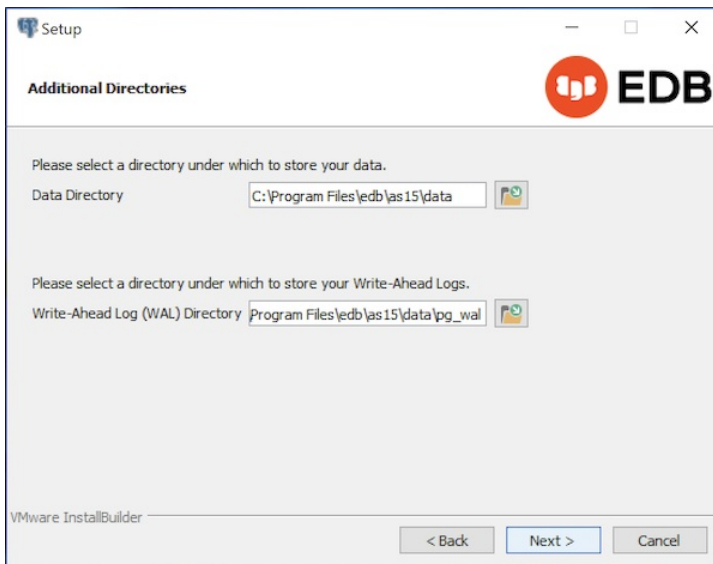 Setup
Additional Directories
EDB
Please select a directory under which to store your data.
Data Directory C:\Program Files\edb\as15\data
Please select a directory under which to store your Write-Ahead Logs.
Write-Ahead Log (WAL) Directory Program Files\edb\as15\data\pg_wal
VMware InstallBuilder
< Back Next > Cancel